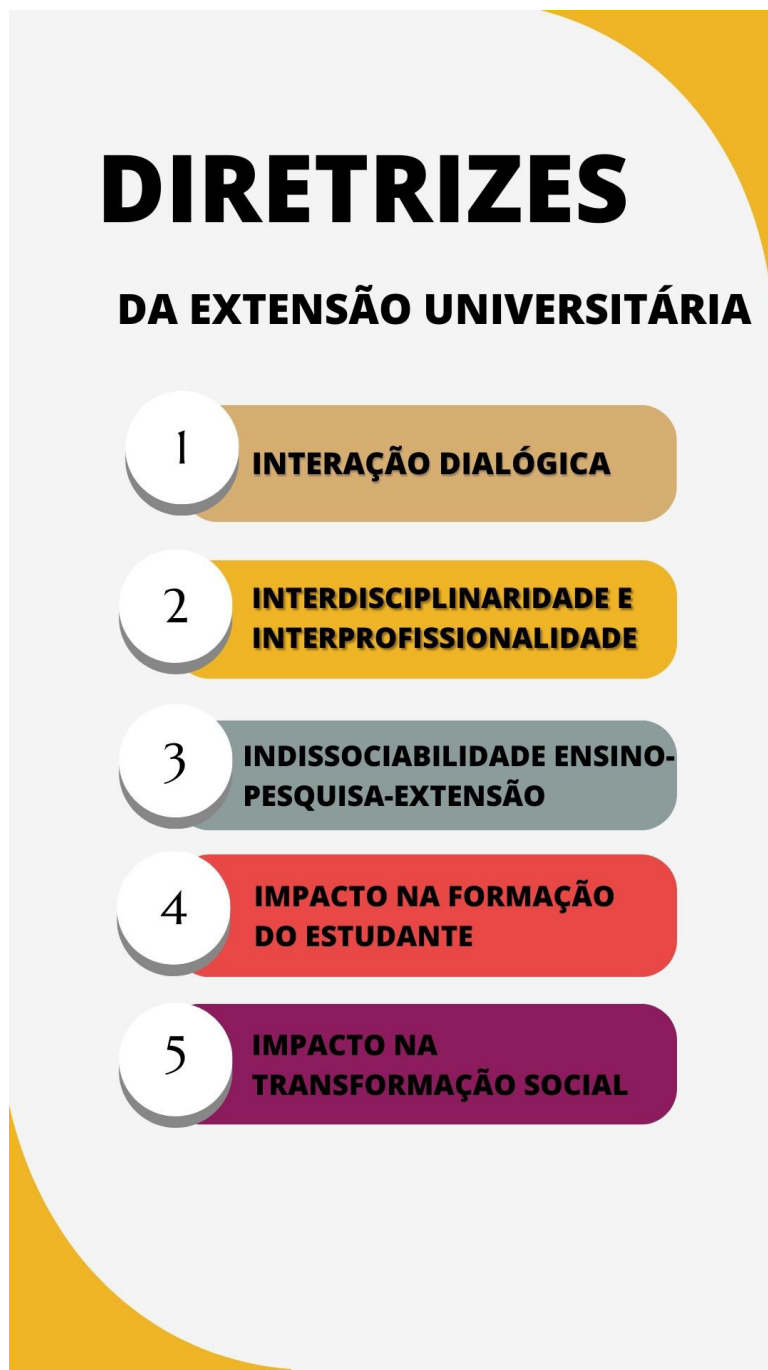 DIRETRIZES
DA EXTENSÃO UNIVERSITÁRIA
1
INTERAÇÃO DIALÓGICA
2
INTERDISCIPLINARIDADE E
INTERPROFISSIONALIDADE
3
INDISSOCIABILIDADE ENSINO-
PESQUISA-EXTENSÃO
4
IMPACTO NA FORMAÇÃO
DO ESTUDANTE
5
IMPACTO NA
TRANSFORMAÇÃO SOCIAL